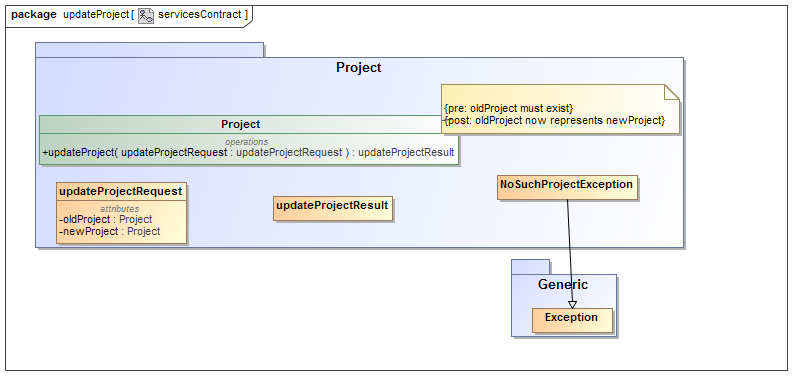 package updateProject [ servicesContract ]
Project
{pre: oldProject must exist}
{post: oldProject now represents newProject}
Project
operations
+updateProject( updateProjectRequest : updateProjectRequest ) : updateProjectResult
updateProjectRequest
attributes
-oldProject : Project
-newProject : Project
updateProjectResult
NoSuchProjectException
Generic
Exception